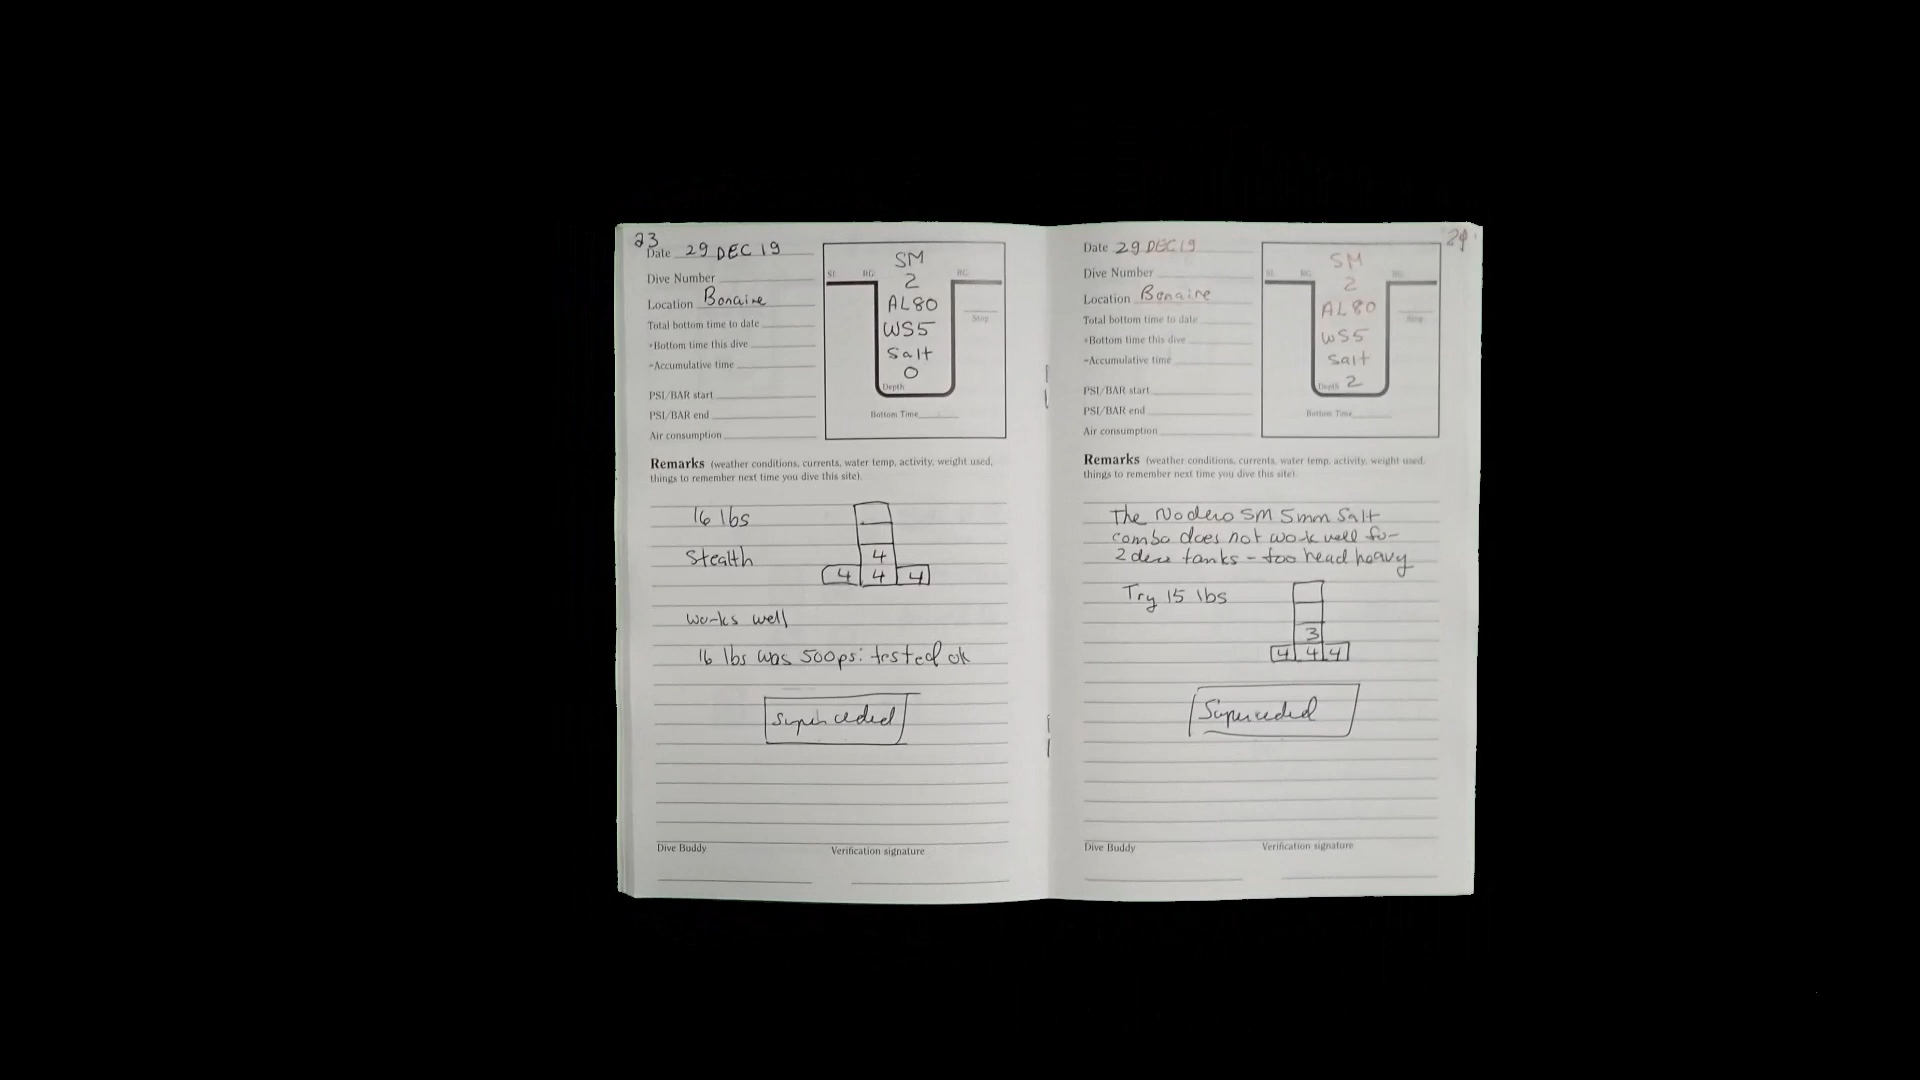 23
Date 29 DEC 19
Dive Number
Location Bonaire
Total bottom time to date
+Bottom time this dive
=Accumulative time
PSI/BAR start
PSI/BAR end
Air consumption
SM
SI RG 2 RG
AL80
Stop
WS5
Salt
0
Depth
Bottom Time
Remarks (weather conditions, currents, water temp, activity, weight used,
things to remember next time you dive this site).
16 lbs
Stealth
4
4 4 4
works well
16 lbs was 500psi tested ok
Superceded
Dive Buddy Verification signature
Date 29 DEC 19
Dive Number
Location Bonaire
Total bottom time to date
+Bottom time this dive
=Accumulative time
PSI/BAR start
PSI/BAR end
Air consumption
SM
SI RG 2 RG
AL80
Stop
WS5
Salt
Depth 2
Bottom Time
Remarks (weather conditions, currents, water temp, activity, weight used,
things to remember next time you dive this site).
The SM 5mm Salt
combo does not work well for
2 tanks - too head heavy
Try 15 lbs
3
4 4 4
Superceded
Dive Buddy Verification signature